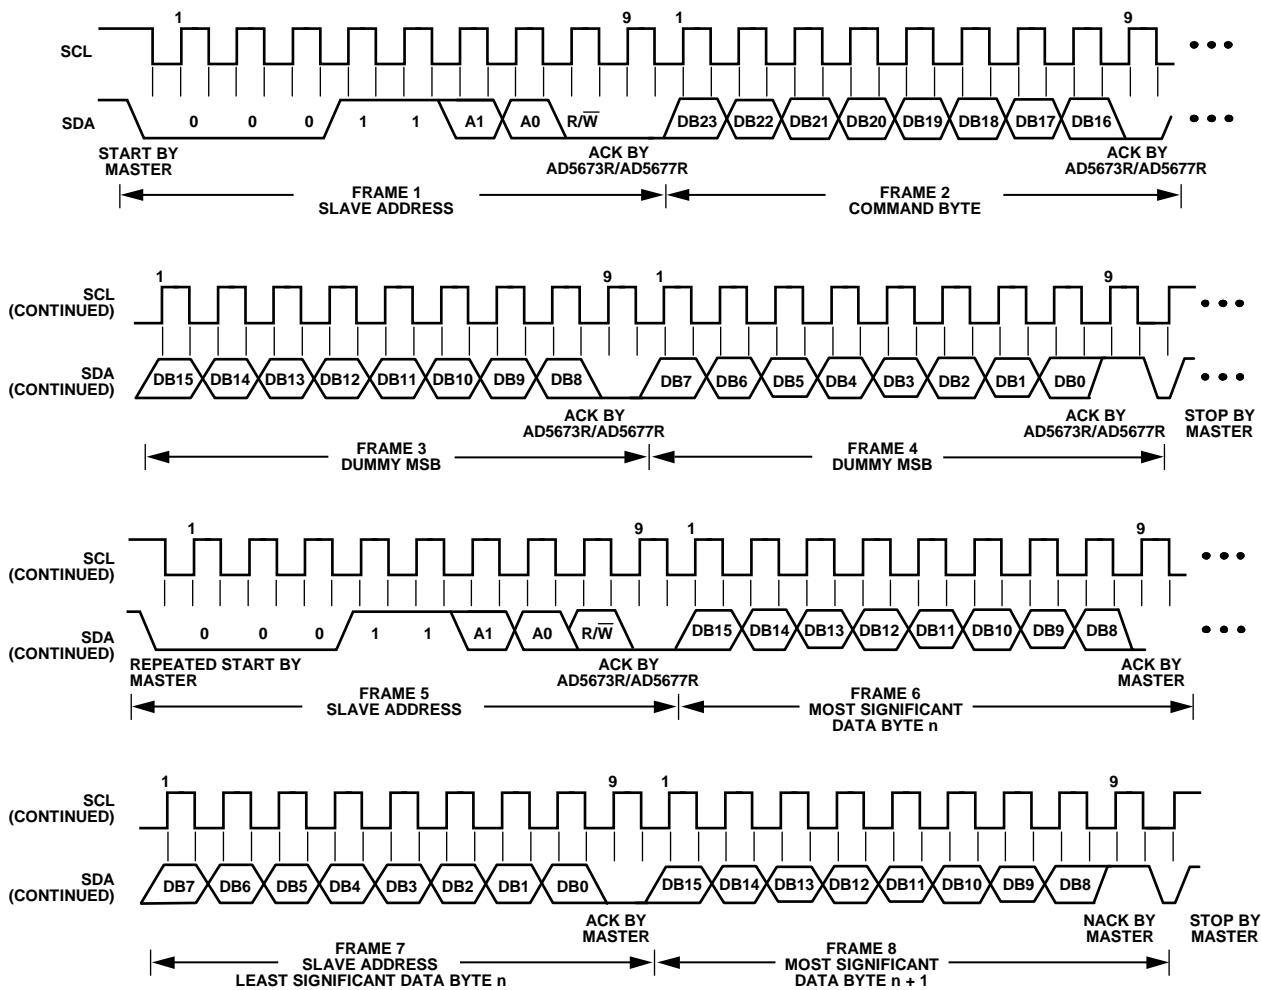 1 9 1 9
SCL
SDA
0 0 0 1 1 A1 A0 R/W̅ DB23 DB22 DB21 DB20 DB19 DB18 DB17 DB16
START BY
MASTER
ACK BY
AD5673R/AD5677R
ACK BY
AD5673R/AD5677R
FRAME 1
SLAVE ADDRESS
FRAME 2
COMMAND BYTE
1 9 1 9
SCL
(CONTINUED)
SDA
(CONTINUED)
DB15 DB14 DB13 DB12 DB11 DB10 DB9 DB8 DB7 DB6 DB5 DB4 DB3 DB2 DB1 DB0
ACK BY
AD5673R/AD5677R
ACK BY
AD5673R/AD5677R
STOP BY
MASTER
FRAME 3
DUMMY MSB
FRAME 4
DUMMY MSB
1 9 1 9
SCL
(CONTINUED)
SDA
(CONTINUED)
0 0 0 1 1 A1 A0 R/W̅ DB15 DB14 DB13 DB12 DB11 DB10 DB9 DB8
REPEATED START BY
MASTER
ACK BY
AD5673R/AD5677R
ACK BY
MASTER
FRAME 5
SLAVE ADDRESS
FRAME 6
MOST SIGNIFICANT
DATA BYTE n
1 9 1 9
SCL
(CONTINUED)
SDA
(CONTINUED)
DB7 DB6 DB5 DB4 DB3 DB2 DB1 DB0 DB15 DB14 DB13 DB12 DB11 DB10 DB9 DB8
ACK BY
MASTER
NACK BY
MASTER
STOP BY
MASTER
FRAME 7
SLAVE ADDRESS
LEAST SIGNIFICANT DATA BYTE n
FRAME 8
MOST SIGNIFICANT
DATA BYTE n + 1